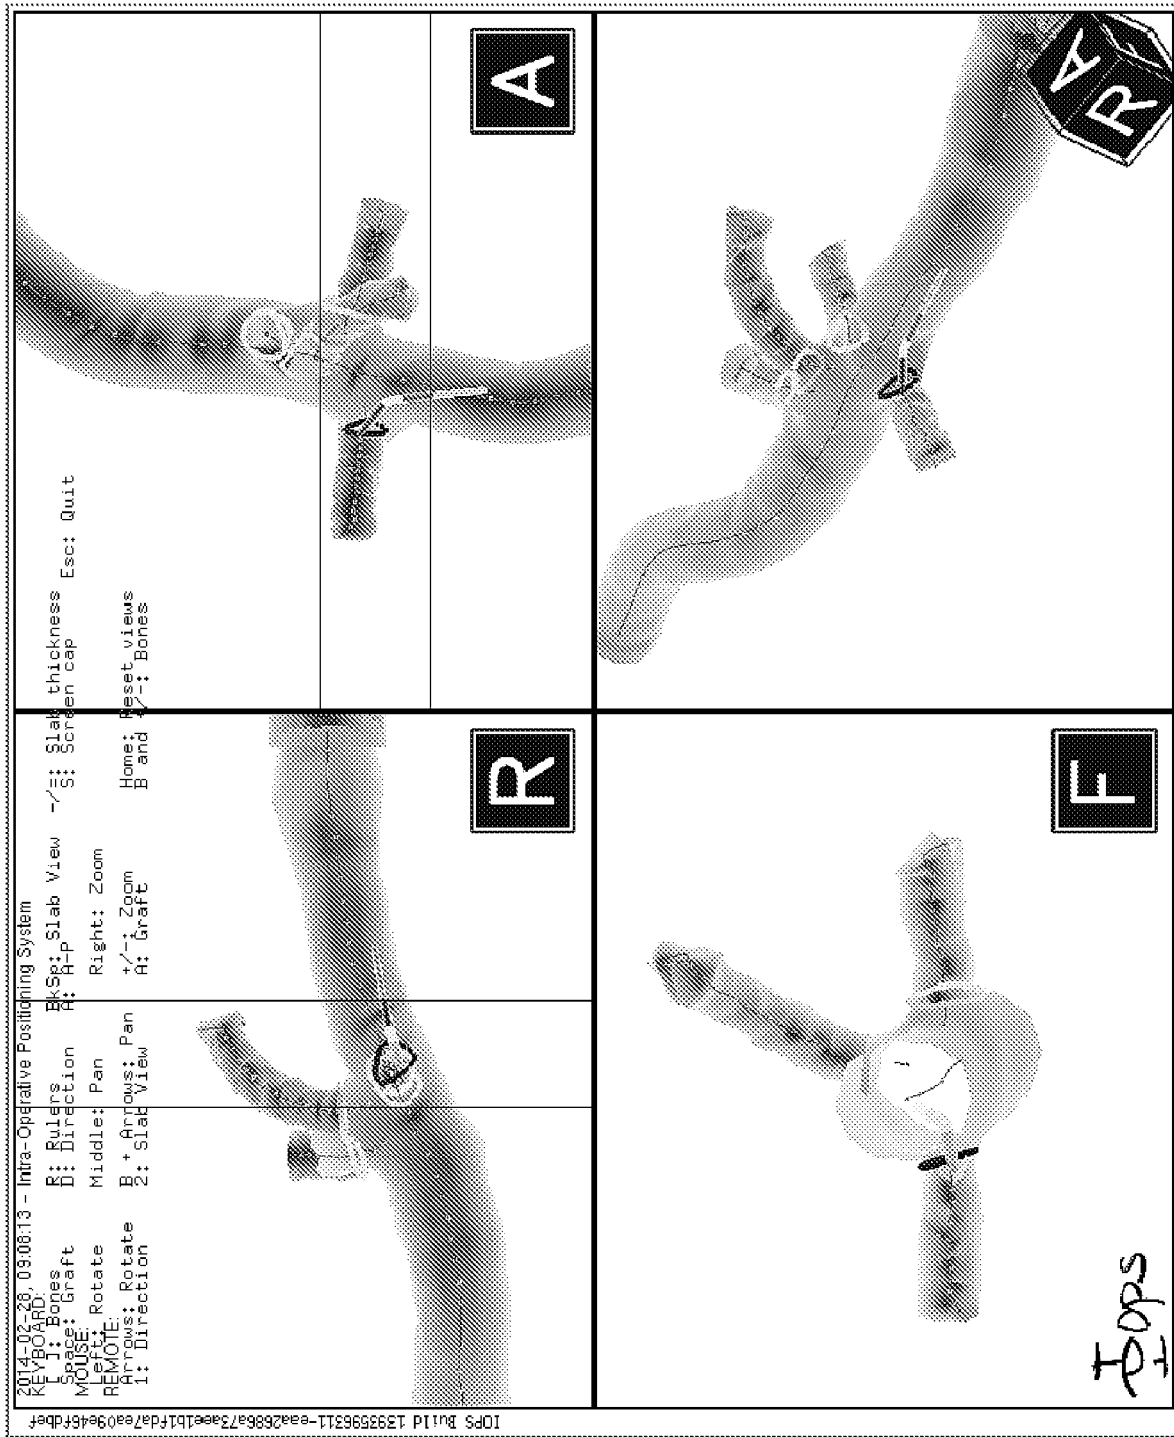 2014-02-28, 09:08:13 - Intra-Operative Positioning System
KEYBOARD:
[ ]: Bones R: Rulers BkSp: Slab View -/=: Slab thickness
Space: Graft D: Direction A: A-P S: Screen cap Esc: Quit
MOUSE:
Left: Rotate Middle: Pan Right: Zoom
REMOTE:
Arrows: Rotate B + Arrows: Pan +/-: Zoom Home: Reset views
1: Direction 2: Slab View A: Graft B and +/-: Bones
R
A
F
A
R
Iops
IOPS Build 1393596311-eaa2686a73aee1b1fda7ea09e46fdbef